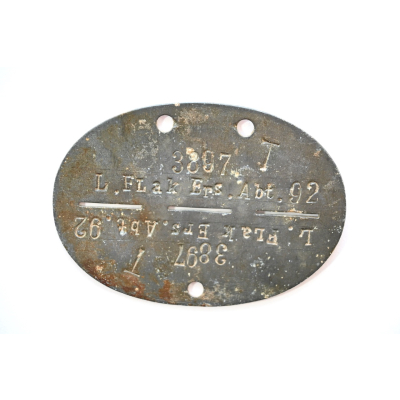 3897 I
L. Flak Ers. Abt. 92
L. Flak Ers. Abt. 92
3897 I